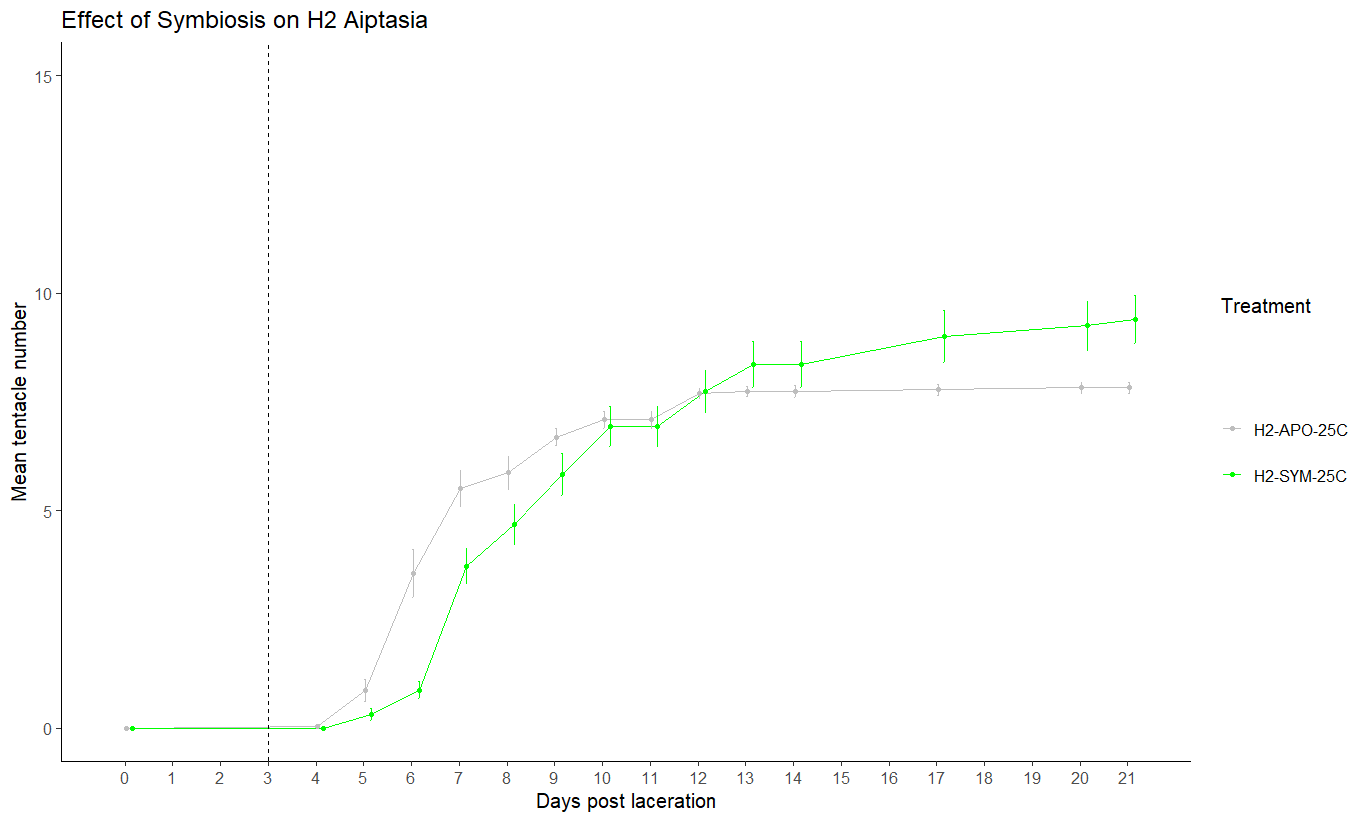 Effect of Symbiosis on H2 Aiptasia
15
10
5
0
Mean tentacle number
0 1 2 3 4 5 6 7 8 9 10 11 12 13 14 15 16 17 18 19 20 21
Days post laceration
Treatment
H2-APO-25C
H2-SYM-25C